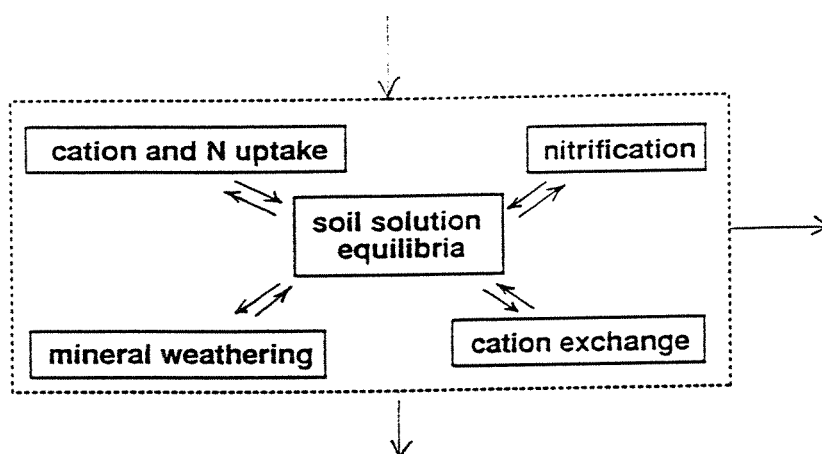 cation and N uptake
nitrification
soil solution
equilibria
mineral weathering
cation exchange